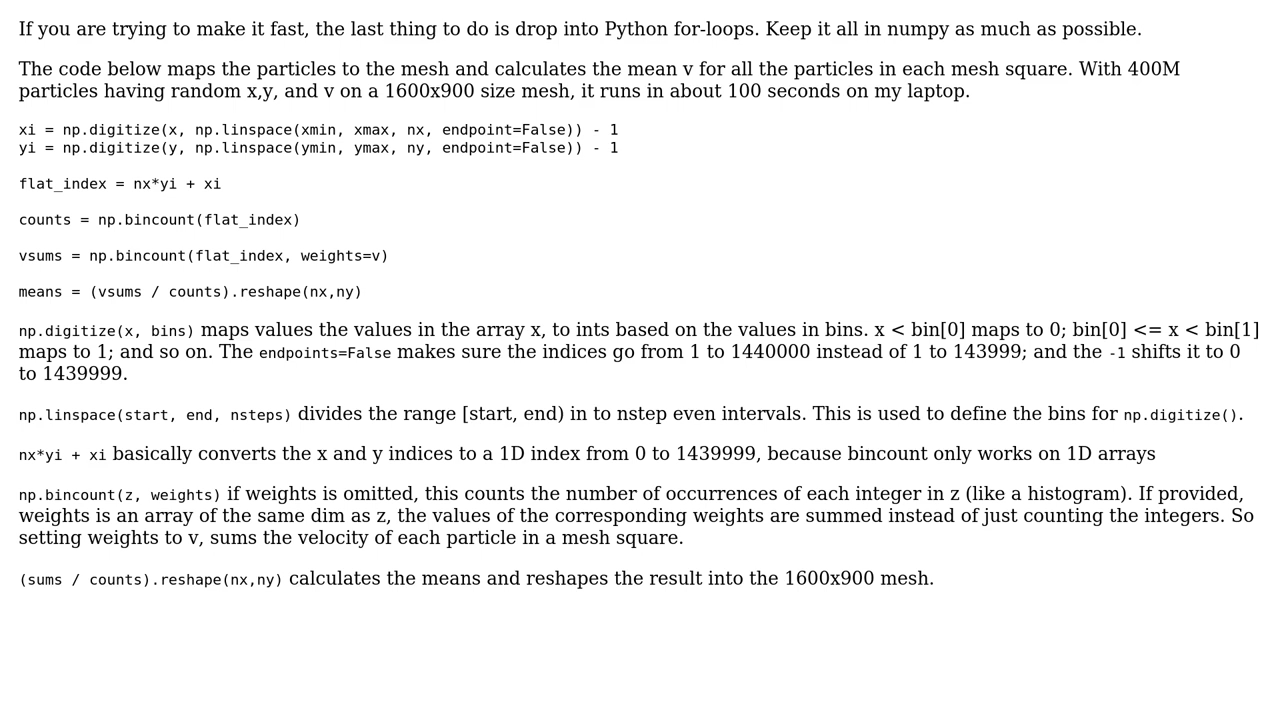 If you are trying to make it fast, the last thing to do is drop into Python for-loops. Keep it all in numpy as much as possible.
The code below maps the particles to the mesh and calculates the mean v for all the particles in each mesh square. With 400M
particles having random x,y, and v on a 1600x900 size mesh, it runs in about 100 seconds on my laptop.
xi = np.digitize(x, np.linspace(xmin, xmax, nx, endpoint=False)) - 1
yi = np.digitize(y, np.linspace(ymin, ymax, ny, endpoint=False)) - 1
flat_index = nx*yi + xi
counts = np.bincount(flat_index)
vsums = np.bincount(flat_index, weights=v)
means = (vsums / counts).reshape(nx,ny)
np.digitize(x, bins) maps values the values in the array x, to ints based on the values in bins. x < bin[0] maps to 0; bin[0] <= x < bin[1]
maps to 1; and so on. The endpoints=False makes sure the indices go from 1 to 1440000 instead of 1 to 143999; and the -1 shifts it to 0
to 1439999.
np.linspace(start, end, nsteps) divides the range [start, end) in to nstep even intervals. This is used to define the bins for np.digitize().
nx*yi + xi basically converts the x and y indices to a 1D index from 0 to 1439999, because bincount only works on 1D arrays
np.bincount(z, weights) if weights is omitted, this counts the number of occurrences of each integer in z (like a histogram). If provided,
weights is an array of the same dim as z, the values of the corresponding weights are summed instead of just counting the integers. So
setting weights to v, sums the velocity of each particle in a mesh square.
(sums / counts).reshape(nx,ny) calculates the means and reshapes the result into the 1600x900 mesh.